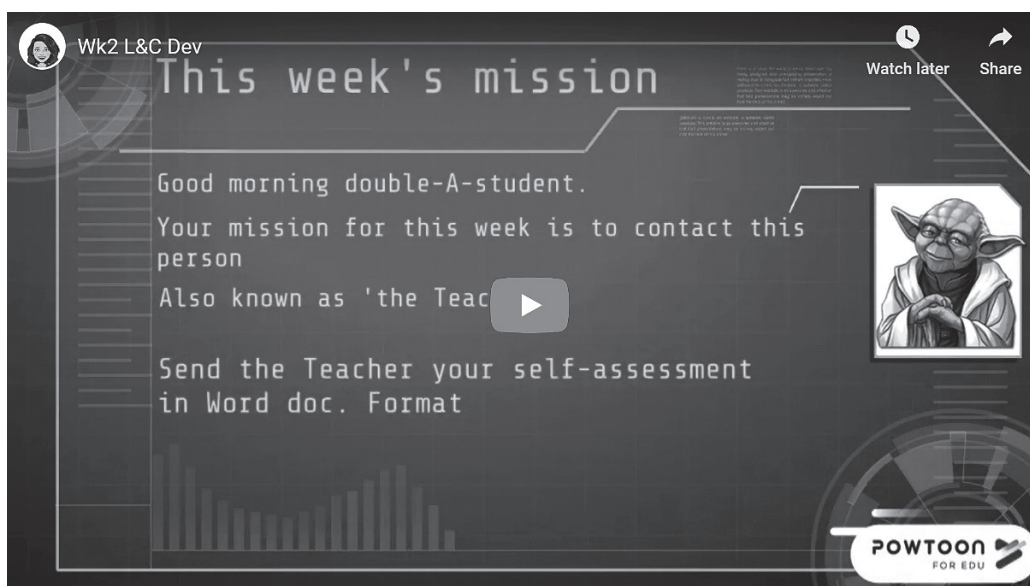 Wk2 L&C Dev
Watch later
Share
This week's mission
Good morning double-A-student.
Your mission for this week is to contact this
person
Also known as 'the Teac
Send the Teacher your self-assessment
in Word doc. Format
POWTOON
FOR EDU